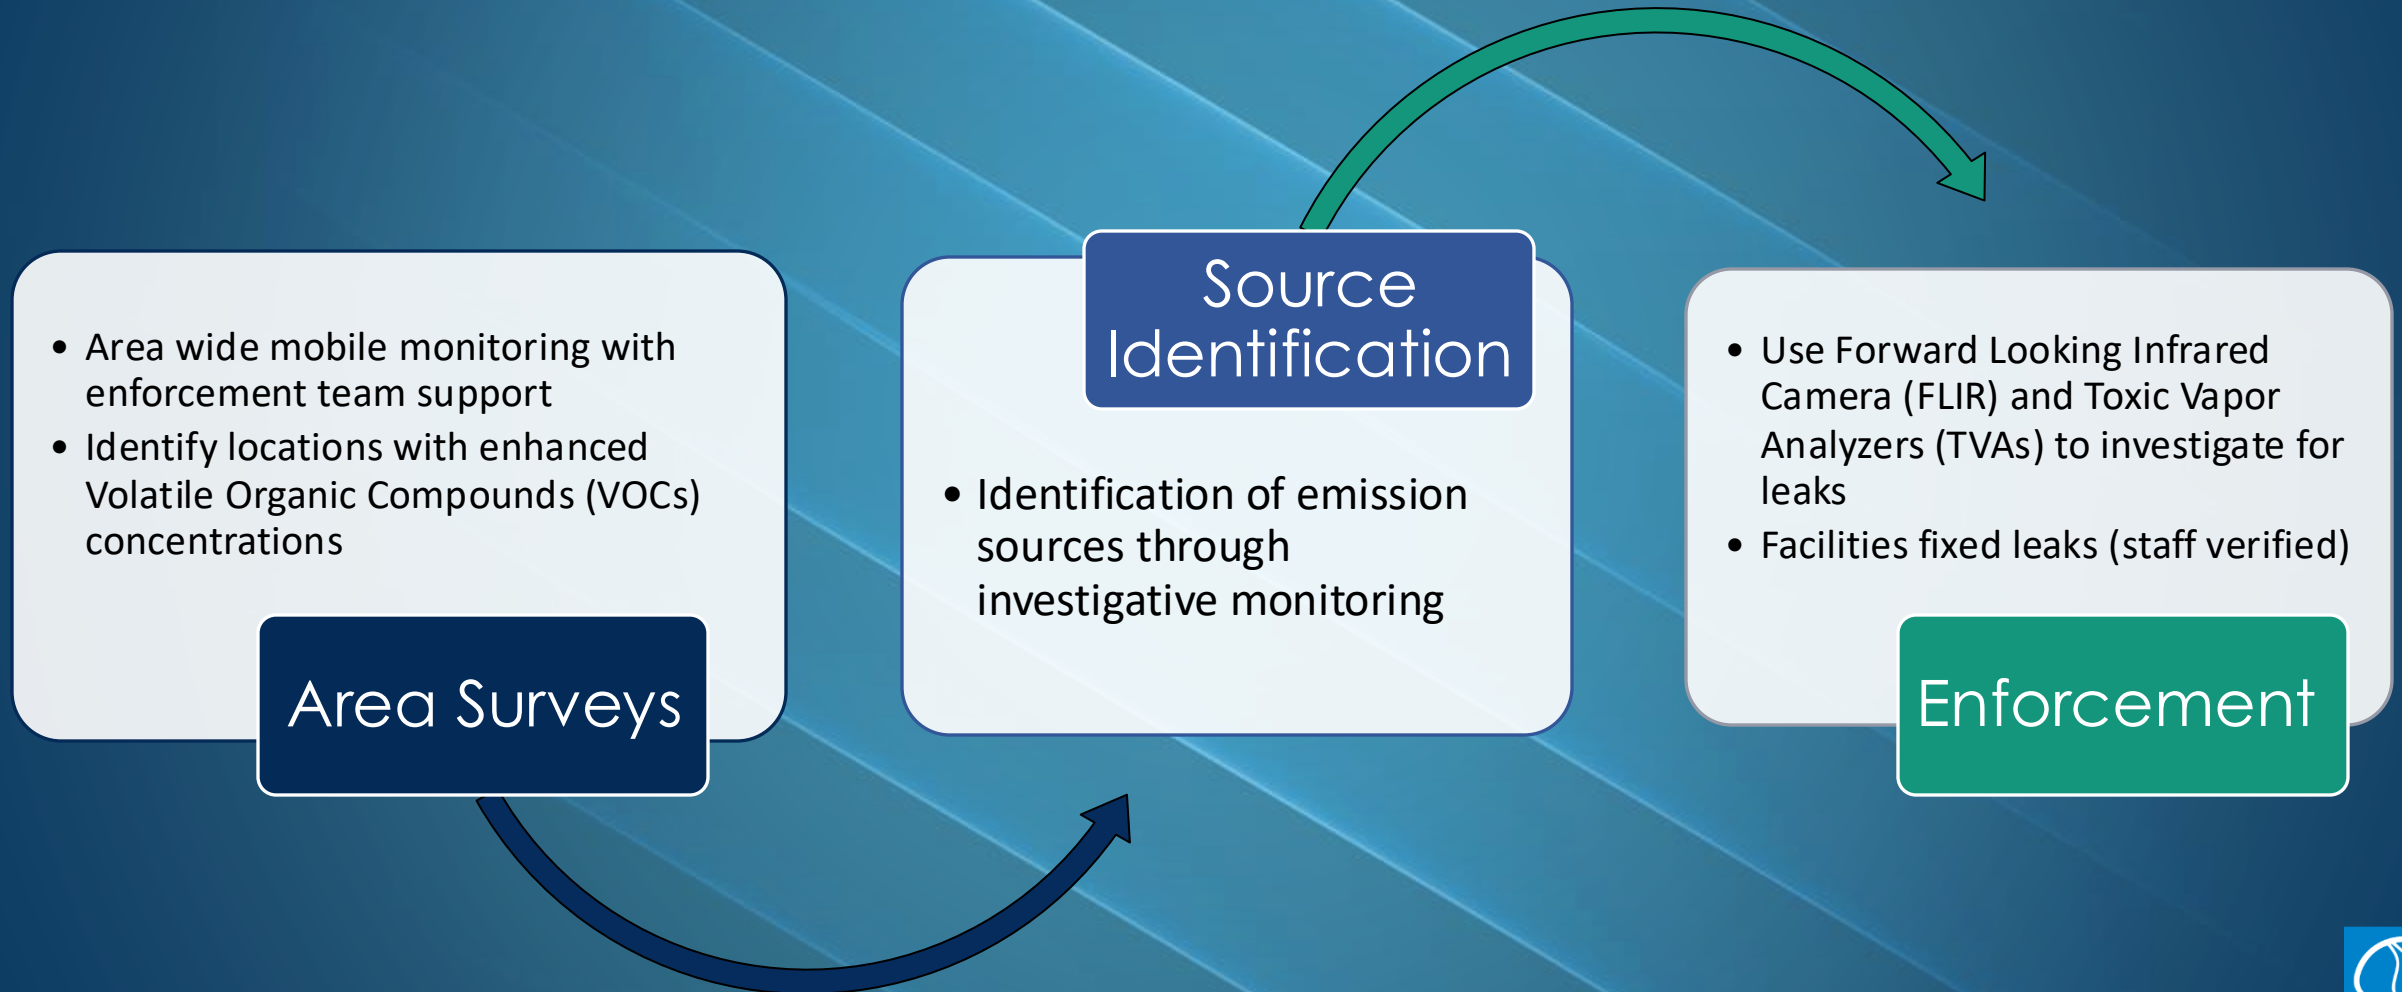 • Area wide mobile monitoring with
enforcement team support
• Identify locations with enhanced
Volatile Organic Compounds (VOCs)
concentrations
Area Surveys
Source
Identification
• Identification of emission
sources through
investigative monitoring
• Use Forward Looking Infrared
Camera (FLIR) and Toxic Vapor
Analyzers (TVAs) to investigate for
leaks
• Facilities fixed leaks (staff verified)
Enforcement